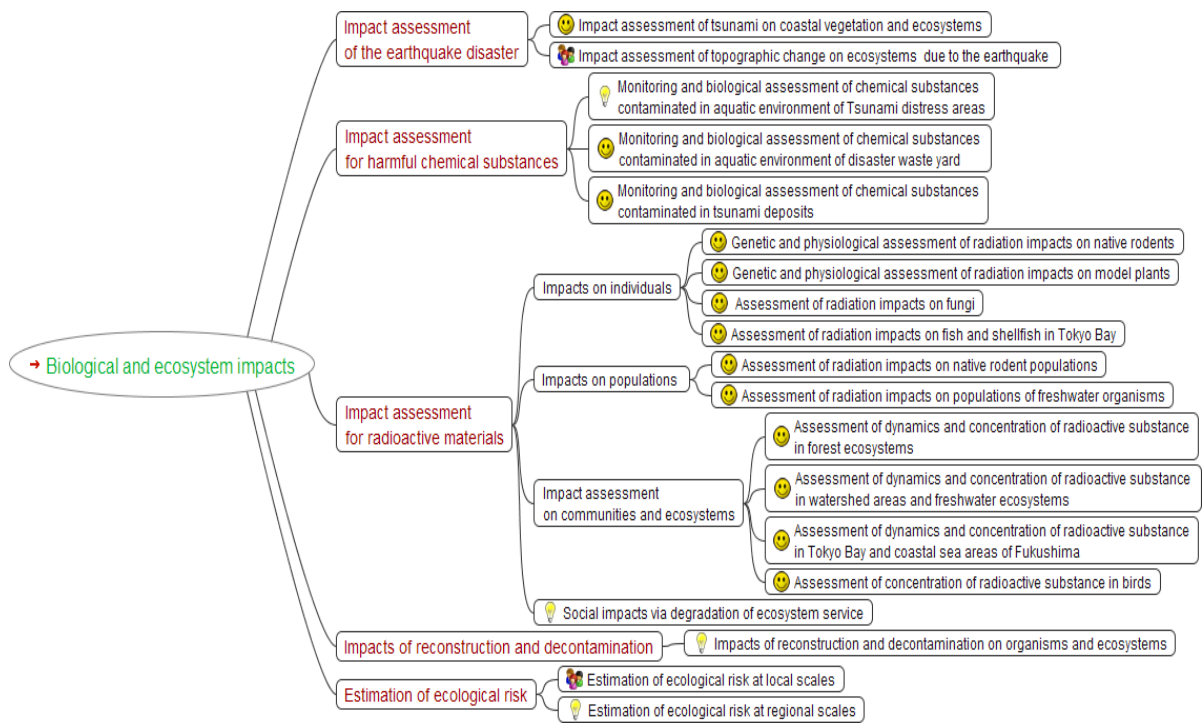 Impact assessment
of the earthquake disaster
Impact assessment of tsunami on coastal vegetation and ecosystems
Impact assessment of topographic change on ecosystems due to the earthquake
Impact assessment
for harmful chemical substances
Monitoring and biological assessment of chemical substances
contaminated in aquatic environment of Tsunami distress areas
Monitoring and biological assessment of chemical substances
contaminated in aquatic environment of disaster waste yard
Monitoring and biological assessment of chemical substances
contaminated in tsunami deposits
Biological and ecosystem impacts
Impact assessment
for radioactive materials
Impacts on individuals
Genetic and physiological assessment of radiation impacts on native rodents
Genetic and physiological assessment of radiation impacts on model plants
Assessment of radiation impacts on fungi
Assessment of radiation impacts on fish and shellfish in Tokyo Bay
Impacts on populations
Assessment of radiation impacts on native rodent populations
Assessment of radiation impacts on populations of freshwater organisms
Impact assessment
on communities and ecosystems
Assessment of dynamics and concentration of radioactive substance
in forest ecosystems
Assessment of dynamics and concentration of radioactive substance
in watershed areas and freshwater ecosystems
Assessment of dynamics and concentration of radioactive substance
in Tokyo Bay and coastal sea areas of Fukushima
Assessment of concentration of radioactive substance in birds
Social impacts via degradation of ecosystem service
Impacts of reconstruction and decontamination
Impacts of reconstruction and decontamination on organisms and ecosystems
Estimation of ecological risk
Estimation of ecological risk at local scales
Estimation of ecological risk at regional scales